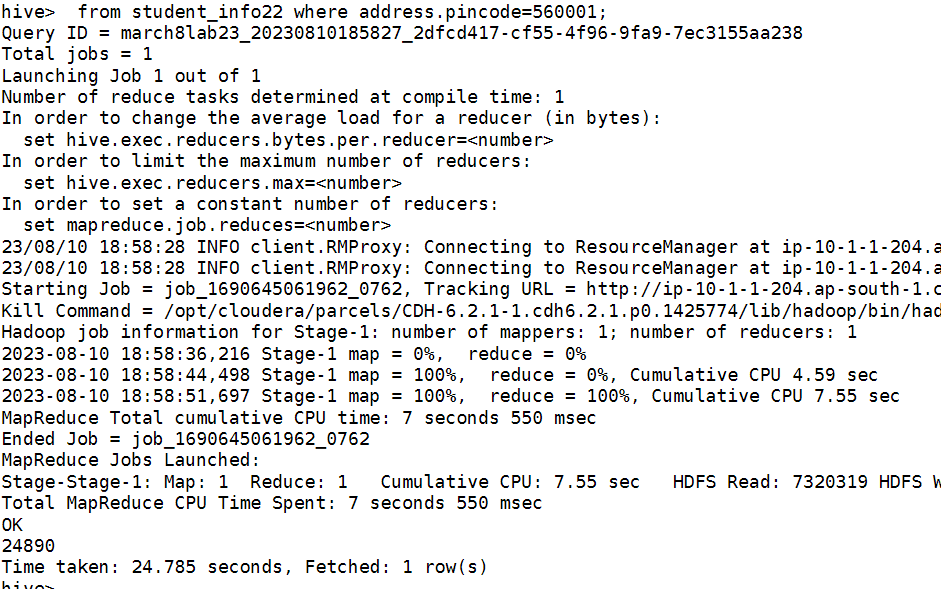 hive>  from student_info22 where address.pincode=560001;
Query ID = march8lab23_20230810185827_2dfcd417-cf55-4f96-9fa9-7ec3155aa238
Total jobs = 1
Launching Job 1 out of 1
Number of reduce tasks determined at compile time: 1
In order to change the average load for a reducer (in bytes):
  set hive.exec.reducers.bytes.per.reducer=<number>
In order to limit the maximum number of reducers:
  set hive.exec.reducers.max=<number>
In order to set a constant number of reducers:
  set mapreduce.job.reduces=<number>
23/08/10 18:58:28 INFO client.RMProxy: Connecting to ResourceManager at ip-10-1-1-204.a
23/08/10 18:58:28 INFO client.RMProxy: Connecting to ResourceManager at ip-10-1-1-204.a
Starting Job = job_1690645061962_0762, Tracking URL = http://ip-10-1-1-204.ap-south-1.c
Kill Command = /opt/cloudera/parcels/CDH-6.2.1-1.cdh6.2.1.p0.1425774/lib/hadoop/bin/had
Hadoop job information for Stage-1: number of mappers: 1; number of reducers: 1
2023-08-10 18:58:36,216 Stage-1 map = 0%,  reduce = 0%
2023-08-10 18:58:44,498 Stage-1 map = 100%,  reduce = 0%, Cumulative CPU 4.59 sec
2023-08-10 18:58:51,697 Stage-1 map = 100%,  reduce = 100%, Cumulative CPU 7.55 sec
MapReduce Total cumulative CPU time: 7 seconds 550 msec
Ended Job = job_1690645061962_0762
MapReduce Jobs Launched:
Stage-Stage-1: Map: 1  Reduce: 1   Cumulative CPU: 7.55 sec   HDFS Read: 7320319 HDFS W
Total MapReduce CPU Time Spent: 7 seconds 550 msec
OK
24890
Time taken: 24.785 seconds, Fetched: 1 row(s)
hive>